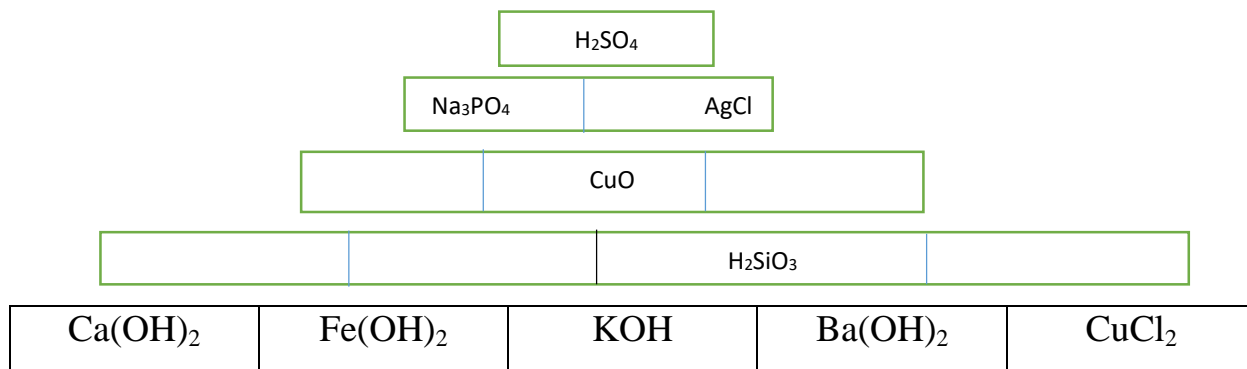 H₂SO₄
Na₃PO₄ AgCl
CuO
H₂SiO₃
Ca(OH)₂ Fe(OH)₂ KOH Ba(OH)₂ CuCl₂